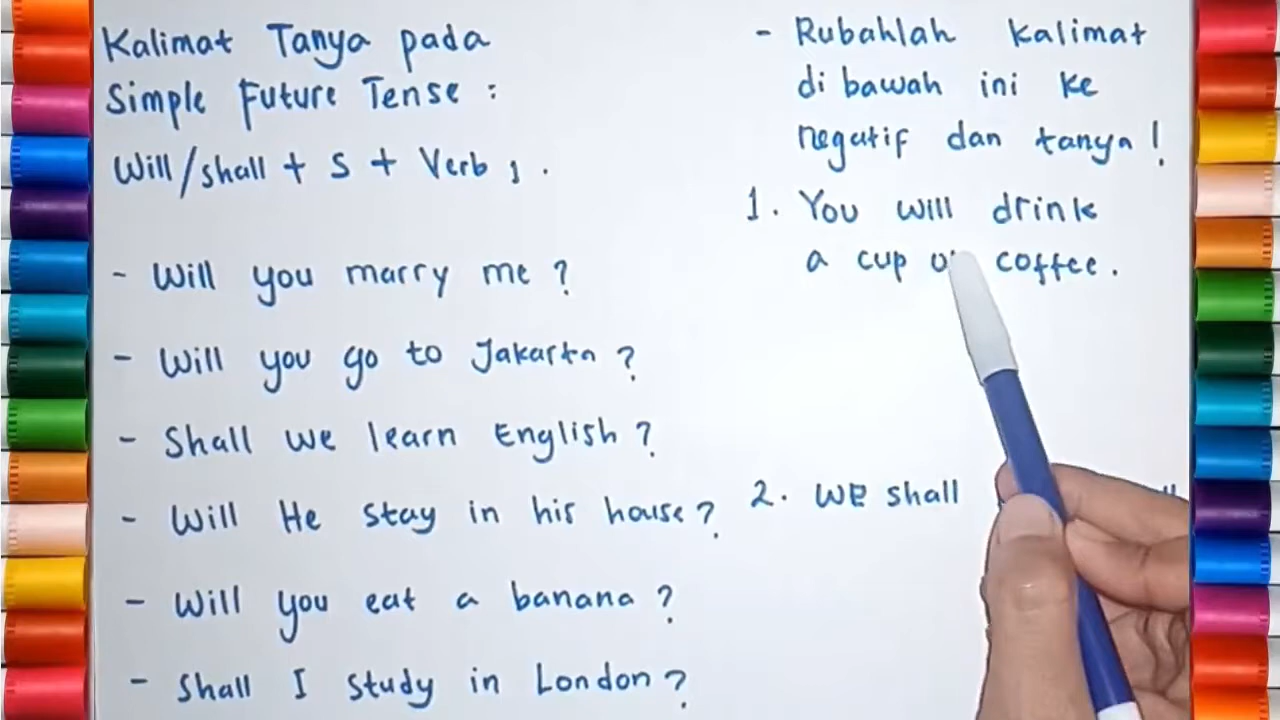 Kalimat Tanya pada
Simple Future Tense :
Will/shall + S + Verb 1 .
- Will you marry me ?
- Will you go to Jakarta ?
- Shall we learn English ?
- Will He stay in his house ?
- Will you eat a banana ?
- Shall I study in London ?
- Rubahlah kalimat
di bawah ini ke
negatif dan tanya !
1. You will drink
a cup coffee .
2. WE shall